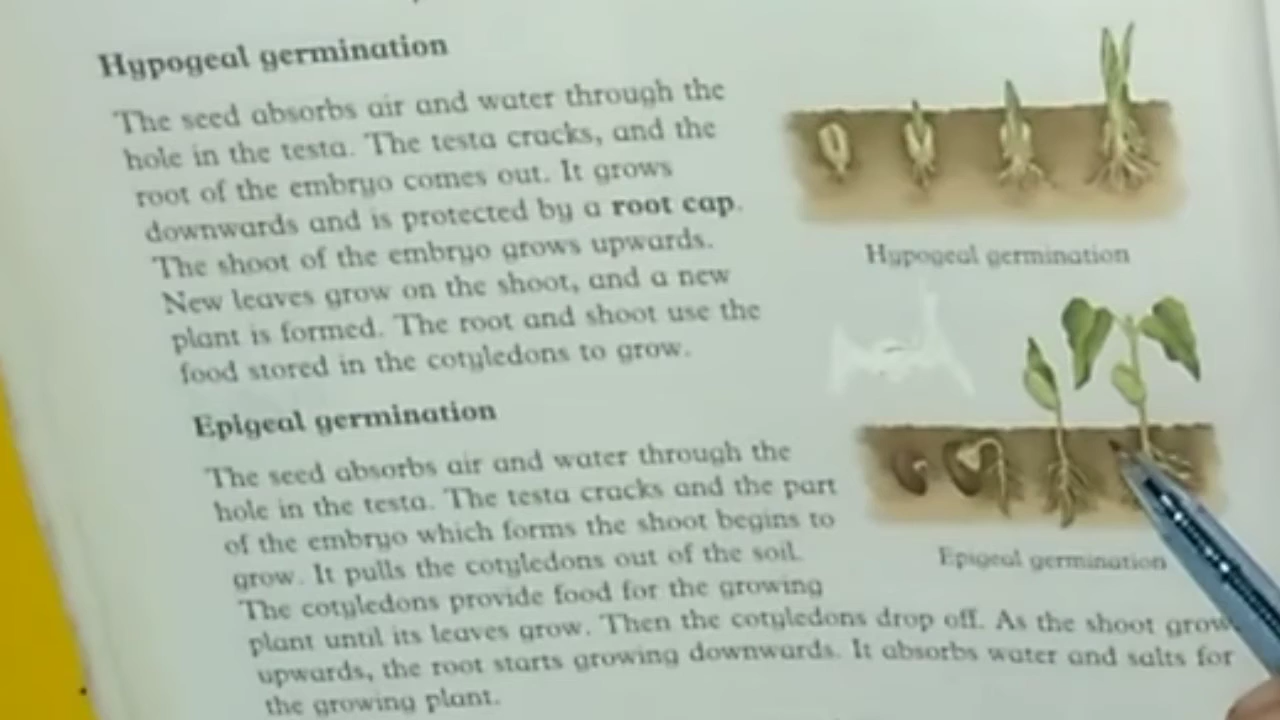 Hypogeal germination
The seed absorbs air and water through the
hole in the testa. The testa cracks, and the
root of the embryo comes out. It grows
downwards and is protected by a root cap.
The shoot of the embryo grows upwards.
New leaves grow on the shoot, and a new
plant is formed. The root and shoot use the
food stored in the cotyledons to grow.
Hypogeal germination
Epigeal germination
The seed absorbs air and water through the
hole in the testa. The testa cracks and the part
of the embryo which forms the shoot begins to
grow. It pulls the cotyledons out of the soil.
The cotyledons provide food for the growing
plant until its leaves grow. Then the cotyledons drop off. As the shoot grow
upwards, the root starts growing downwards. It absorbs water and salts for
the growing plant.
Epigeal germination